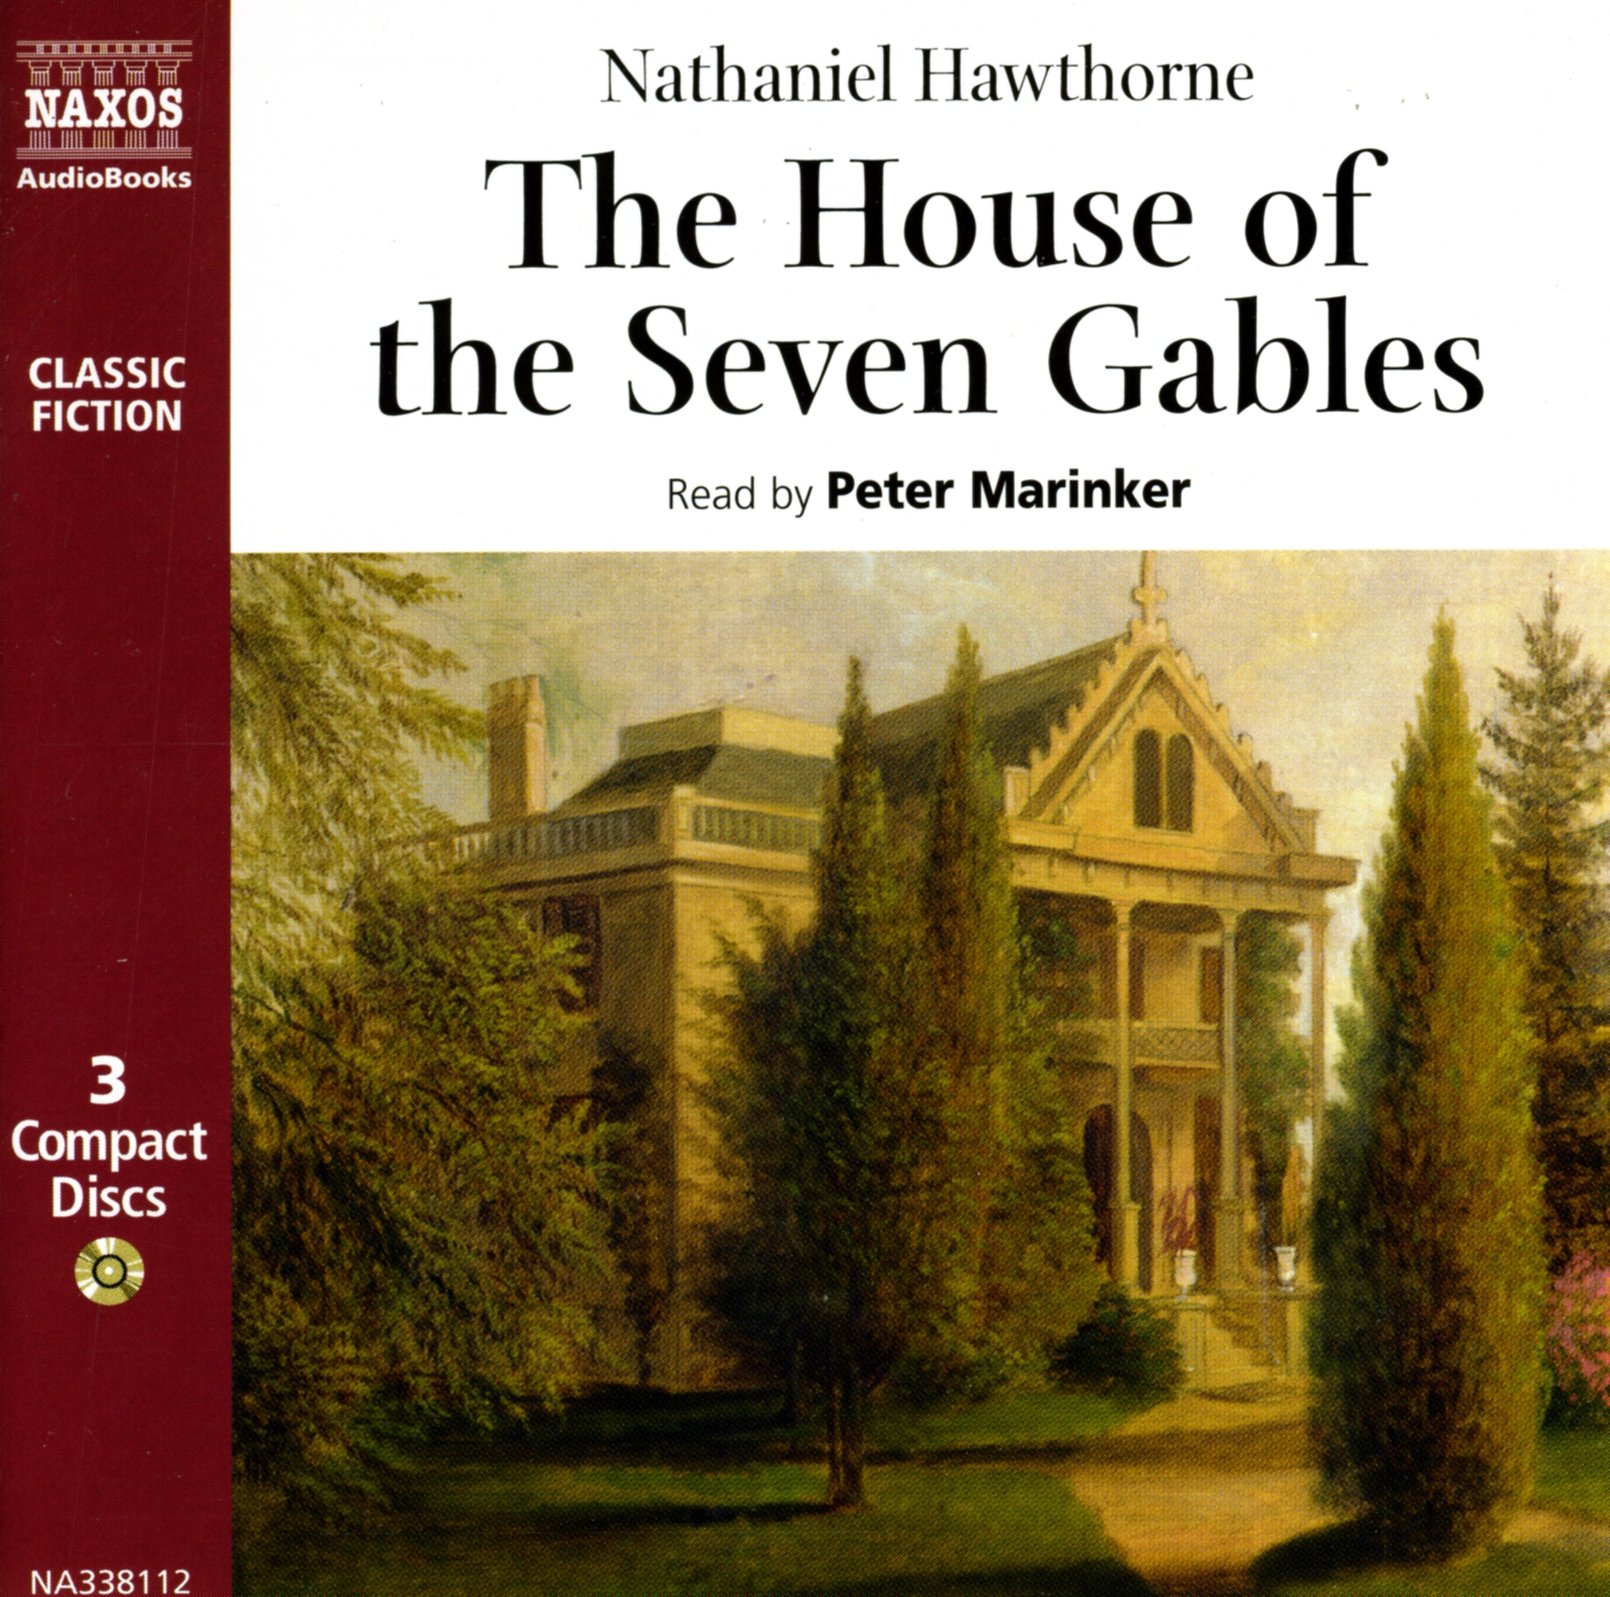 NAXOS
AudioBooks
CLASSIC
FICTION
3
Compact
Discs
NA338112
Nathaniel Hawthorne
The House of
the Seven Gables
Read by Peter Marinker